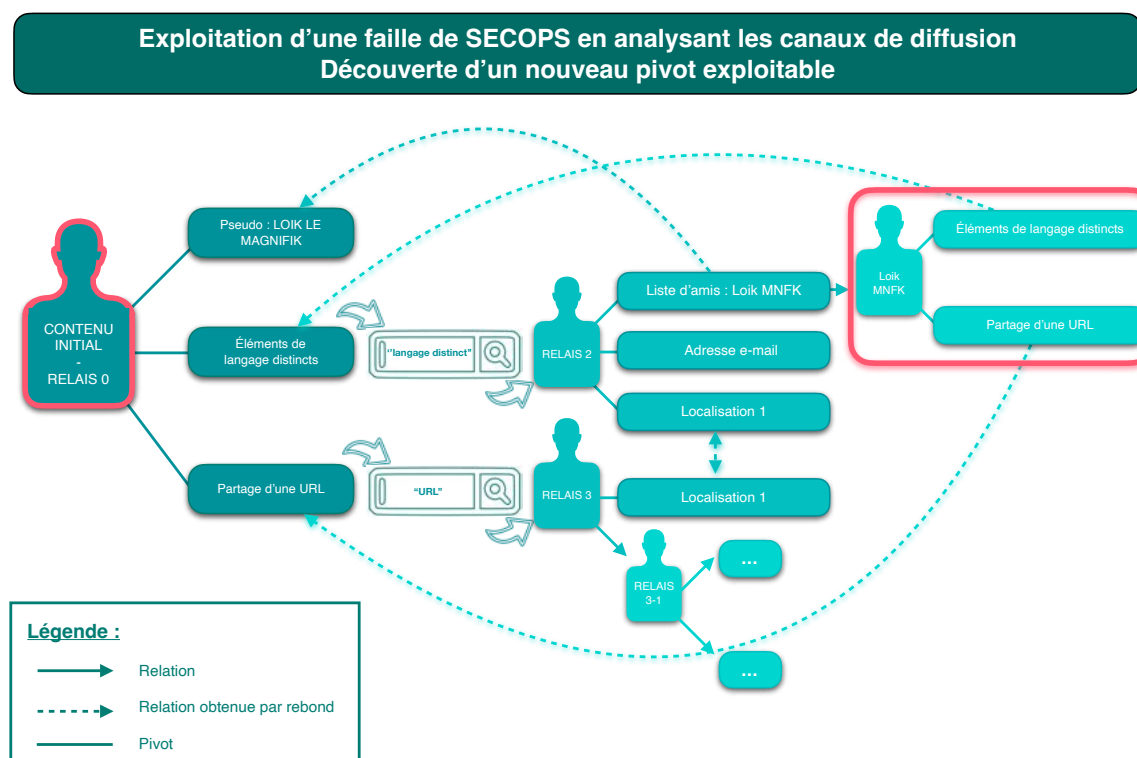 Exploitation d’une faille de SECOPS en analysant les canaux de diffusion
Découverte d’un nouveau pivot exploitable
CONTENU
INITIAL
-
RELAIS 0
Pseudo : LOIK LE
MAGNIFIK
Éléments de
langage distincts
Partage d’une URL
‘”langage distinct”
“URL”
RELAIS 2
Liste d’amis : Loik MNFK
Adresse e-mail
Localisation 1
RELAIS 3
Localisation 1
RELAIS
3-1
...
...
Loik
MNFK
Éléments de langage distincts
Partage d’une URL
Légende :
Relation
Relation obtenue par rebond
Pivot